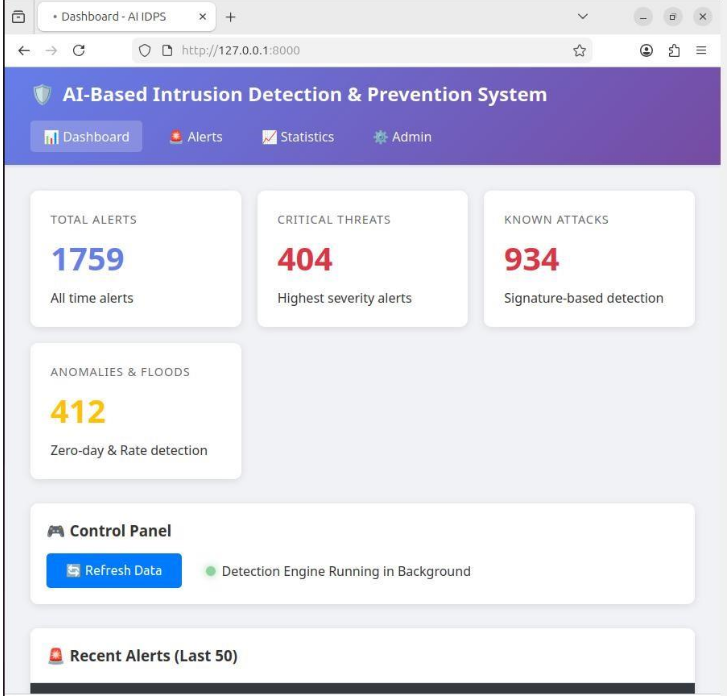 Dashboard - AI IDPS
http://127.0.0.1:8000
AI-Based Intrusion Detection & Prevention System
Dashboard Alerts Statistics Admin
TOTAL ALERTS
1759
All time alerts
CRITICAL THREATS
404
Highest severity alerts
KNOWN ATTACKS
934
Signature-based detection
ANOMALIES & FLOODS
412
Zero-day & Rate detection
Control Panel
Refresh Data
Detection Engine Running in Background
Recent Alerts (Last 50)